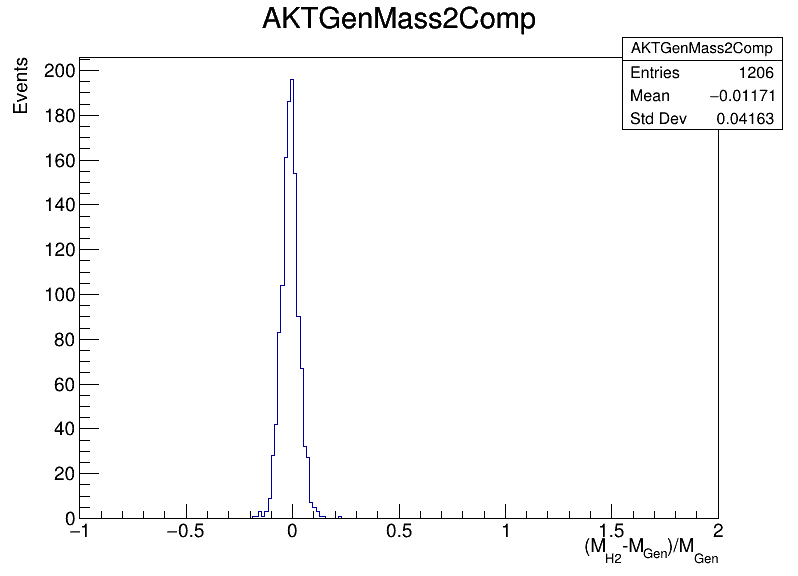 AKTGenMass2Comp
AKTGenMass2Comp
Entries 1206
Mean −0.01171
Std Dev 0.04163
Events
200
180
160
140
120
100
80
60
40
20
0
−1 −0.5 0 0.5 1 1.5 2
(M_H2-M_Gen)/M_Gen